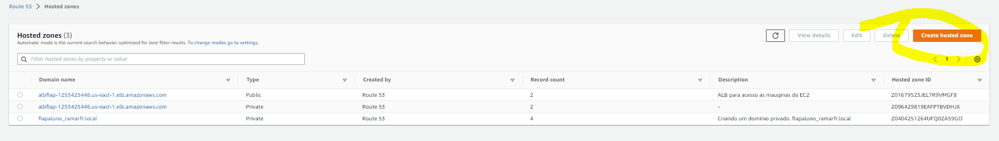 Route 53 > Hosted zones
Hosted zones (3)
Automatic mode is the current search behavior optimized for best filter results. To change modes go to settings.
View details
Edit
Delete
Create hosted zone
Filter hosted zones by property or value
1
Domain name Type Created by Record count Description Hosted zone ID
albfiap-1253425446.us-east-1.elb.amazonaws.com Public Route 53 2 ALB para acesso as mauqinas do EC2 Z01679523JEL7R9VMGF8
albfiap-1253425446.us-east-1.elb.amazonaws.com Private Route 53 2 - Z096429819EAFPTBVDHJX
fiapaluno_ramarfr.local Private Route 53 4 Criando um domínio privado. fiapaluno_ramarfr.local Z0404251264UFQ0ZA59GO